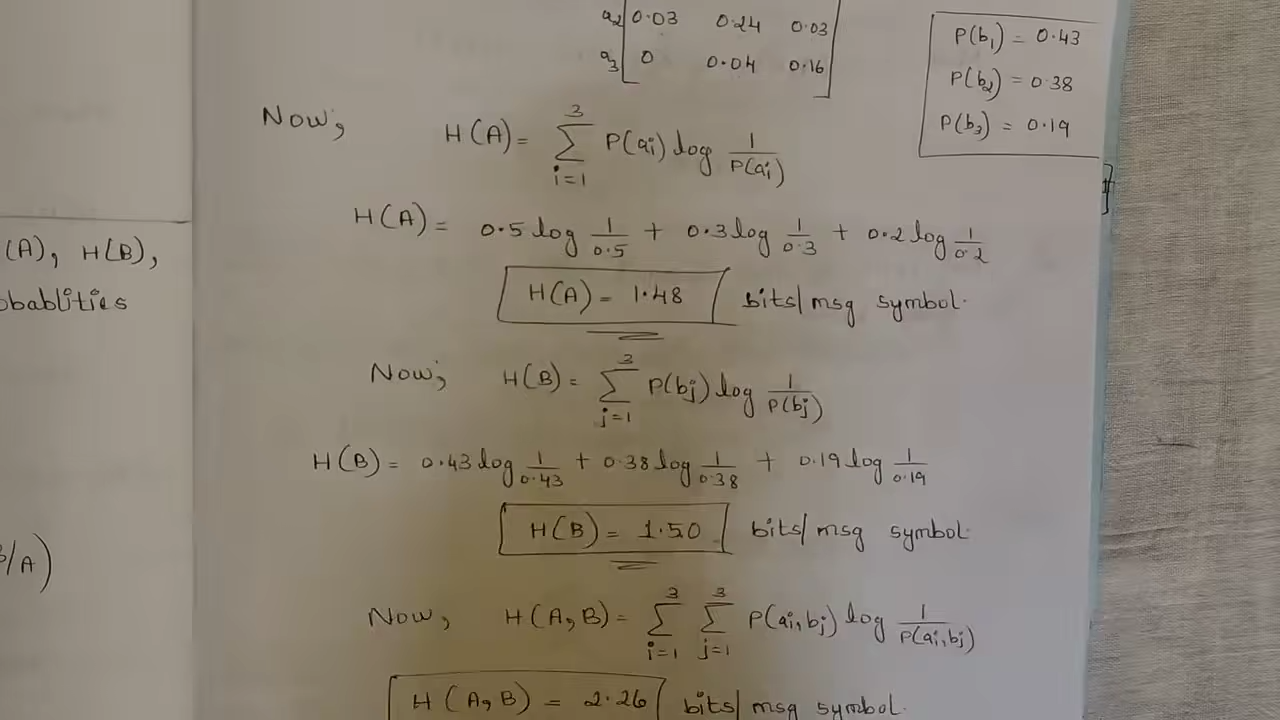 a2 0.03 0.24 0.03
a3 0 0.04 0.16
P(b1) = 0.43
P(b2) = 0.38
P(b3) = 0.19
Now, H(A) = 3 ∑ i=1 P(ai) log 1/P(ai)
H(A) = 0.5 log 1/0.5 + 0.3 log 1/0.3 + 0.2 log 1/0.2
H(A) = 1.48 bits/msg symbol.
Now, H(B) = 3 ∑ j=1 P(bj) log 1/P(bj)
H(B) = 0.43 log 1/0.43 + 0.38 log 1/0.38 + 0.19 log 1/0.19
H(B) = 1.50 bits/msg symbol.
Now, H(A,B) = 3 ∑ i=1 3 ∑ j=1 P(ai,bj) log 1/P(ai,bj)
H(A,B) = 2.26 bits/msg symbol.
(A), H(B),
obablities
/A)